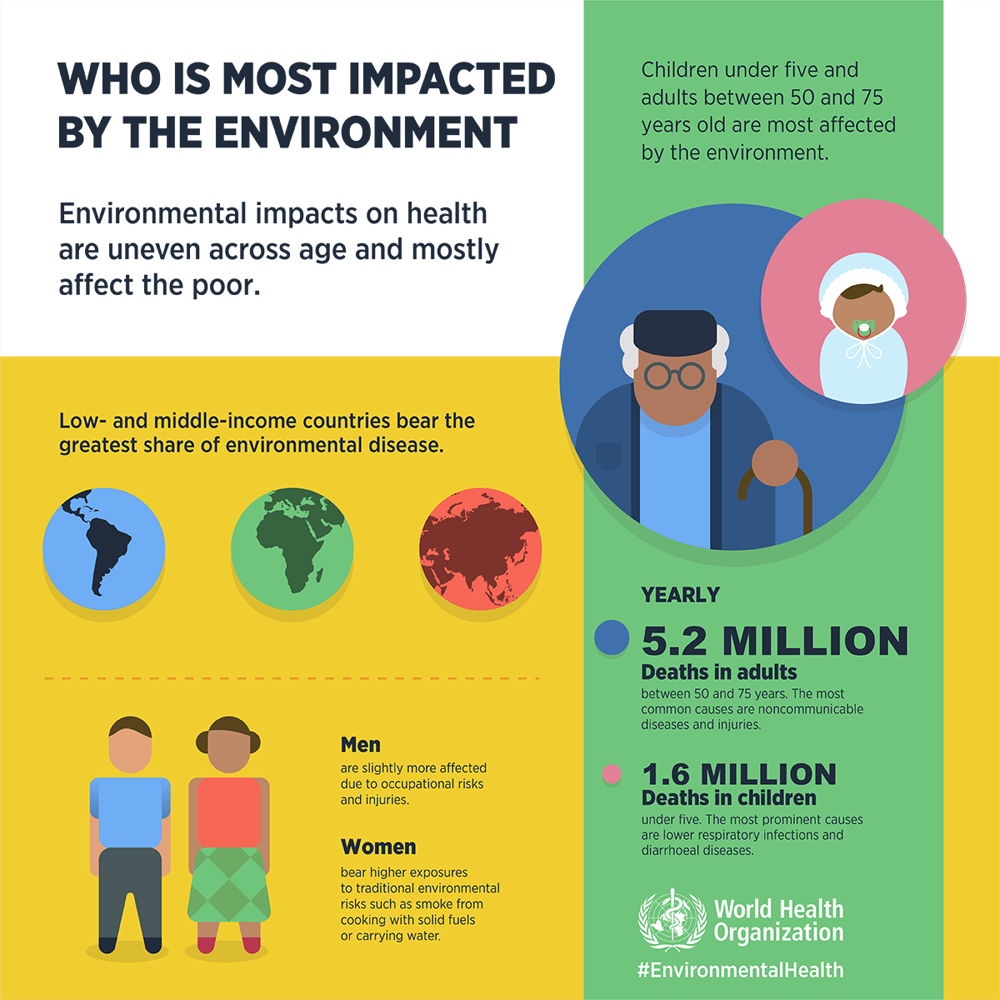 WHO IS MOST IMPACTED
BY THE ENVIRONMENT
Environmental impacts on health
are uneven across age and mostly
affect the poor.
Children under five and
adults between 50 and 75
years old are most affected
by the environment.
Low- and middle-income countries bear the
greatest share of environmental disease.
Men
are slightly more affected
due to occupational risks
and injuries.
Women
bear higher exposures
to traditional environmental
risks such as smoke from
cooking with solid fuels
or carrying water.
YEARLY
5.2 MILLION
Deaths in adults
between 50 and 75 years. The most
common causes are noncommunicable
diseases and injuries.
1.6 MILLION
Deaths in children
under five. The most prominent causes
are lower respiratory infections and
diarrhoeal diseases.
World Health
Organization
#EnvironmentalHealth